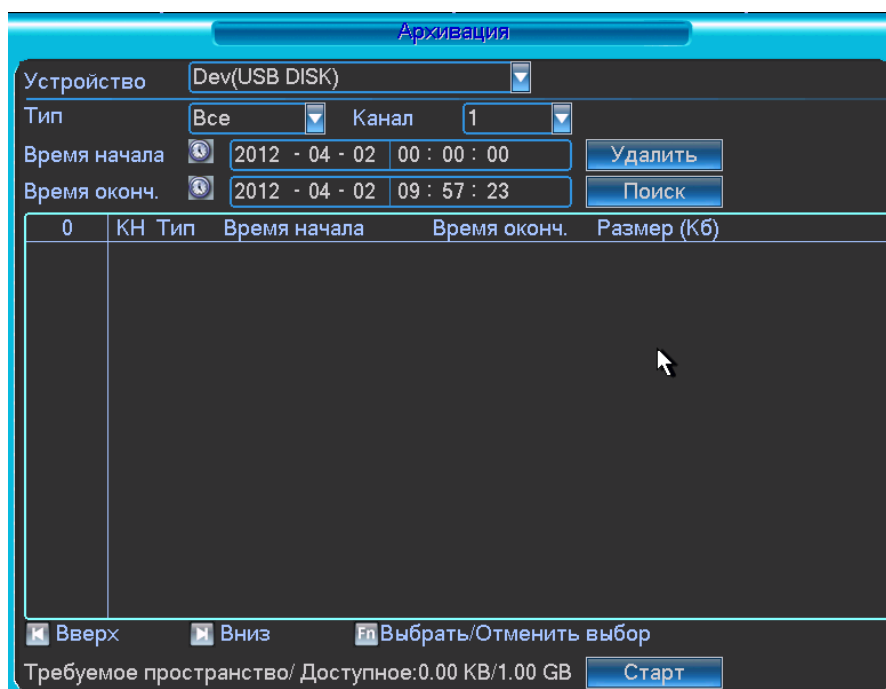 Архивация
Устройство Dev(USB DISK)
Тип Все Канал 1
Время начала 2012 - 04 - 02 00 : 00 : 00 Удалить
Время оконч. 2012 - 04 - 02 09 : 57 : 23 Поиск
0 КН Тип Время начала Время оконч. Размер (Кб)
Вверх Вниз Fn Выбрать/Отменить выбор
Требуемое пространство/ Доступное:0.00 KB/1.00 GB Старт